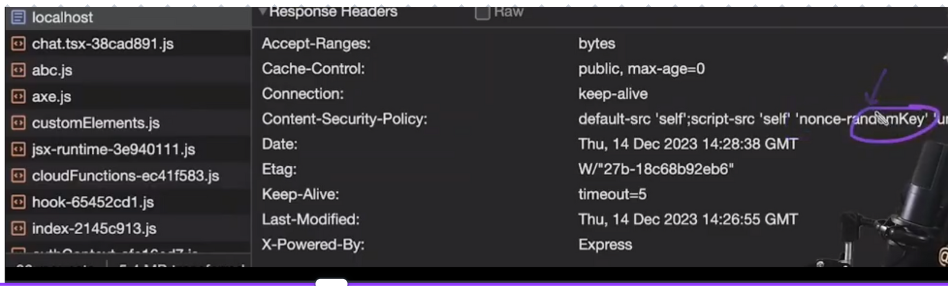 localhost
chat.tsx-38cad891.js
abc.js
axe.js
customElements.js
jsx-runtime-3e940111.js
cloudFunctions-ec41f583.js
hook-65452cd1.js
index-2145c913.js
Response Headers Raw
Accept-Ranges: bytes
Cache-Control: public, max-age=0
Connection: keep-alive
Content-Security-Policy: default-src 'self';script-src 'self' 'nonce-randomKey'
Date: Thu, 14 Dec 2023 14:28:38 GMT
Etag: W/"27b-18c68b92eb6"
Keep-Alive: timeout=5
Last-Modified: Thu, 14 Dec 2023 14:26:55 GMT
X-Powered-By: Express